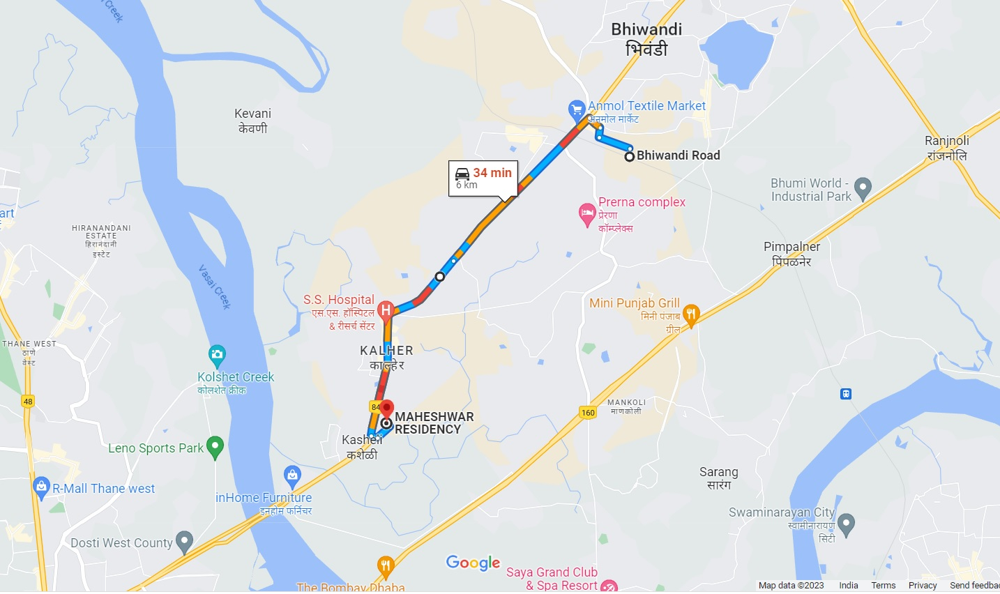 Creek
Bhiwandi
भिवंडी
Kevani
केवणी
Anmol Textile Market
अनमोल मार्केट
Bhiwandi Road
Ranjnoli
रांजनोलि
34 min
6 km
Bhumi World -
Industrial Park
Prerna complex
प्रेरणा
कॉम्प्लेक्स
art
HIRANANDANI
ESTATE
हिरानंदानी
इस्टेट
Pimpalner
पिंपळनेर
Vasai Creek
S.S. Hospital
एस.एस. हॉस्पिटल
& रीसर्च सेंटर
Mini Punjab Grill
मिनी पंजाब
ग्रील
THANE WEST
ठाणे
वेस्ट
KALHER
काल्हेर
Kolshet Creek
कोलशेत क्रीक
48
84
MAHESHWAR
RESIDENCY
160
MANKOLI
माणकोली
Kasheli
कशेळी
Leno Sports Park
Sarang
सारंग
R-Mall Thane west
inHome Furniture
इनहोम फर्निचर
Swaminarayan City
स्वामीनारायण
सिटी
Dosti West County
Google
Saya Grand Club
& Spa Resort
The Bombay Dhaba
Map data ©2023 India Terms Privacy Send feedbac